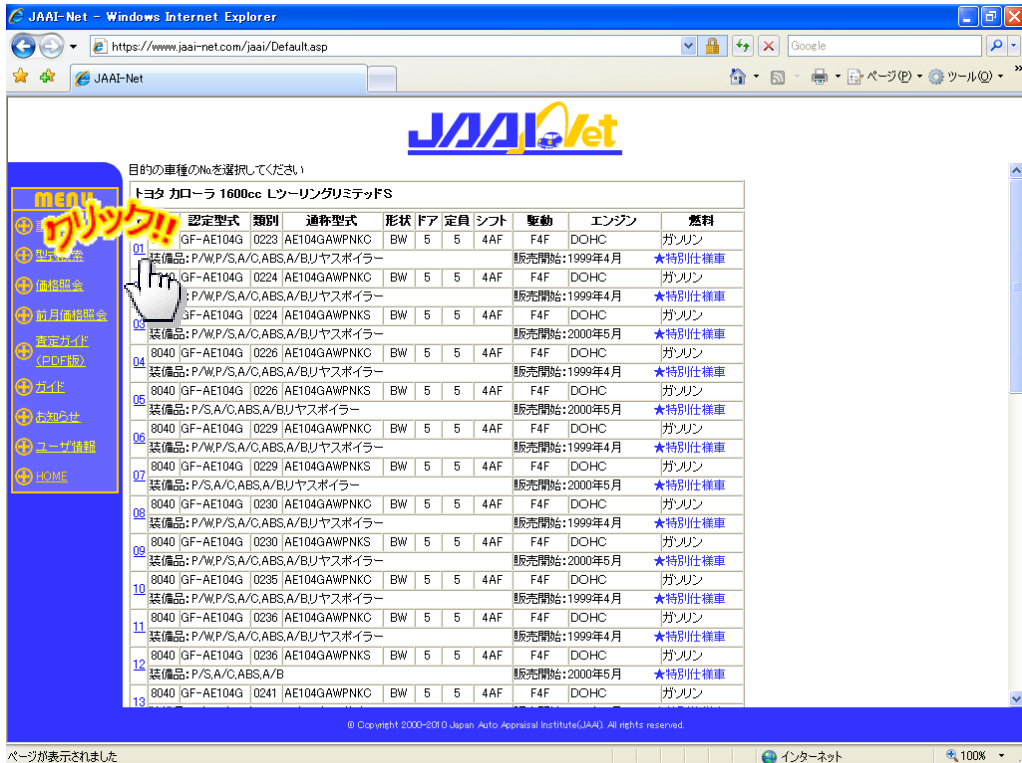 JAAI-Net - Windows Internet Explorer
https://www.jaai-net.com/jaai/Default.asp
Google
JAAI-Net
ページ(P)
ツール(O)
JAAI Net
目的の車種のNoを選択してください
トヨタ カローラ 1600cc LツーリングリミテッドS
MENU
クリック!!
型式検索
価格照会
前月価格照会
査定ガイド
(PDF版)
ガイド
お知らせ
ユーザ情報
HOME
認定型式 類別 通称型式 形状 ドア 定員 シフト 駆動 エンジン 燃料
01 GF-AE104G 0223 AE104GAWPNKC BW 5 5 4AF F4F DOHC ガソリン
装備品:P/W,P/S,A/C,ABS,A/B,リヤスポイラー 販売開始:1999年4月 ★特別仕様車
GF-AE104G 0224 AE104GAWPNKC BW 5 5 4AF F4F DOHC ガソリン
:P/W,P/S,A/C,ABS,A/B,リヤスポイラー 販売開始:1999年4月 ★特別仕様車
03 GF-AE104G 0224 AE104GAWPNKS BW 5 5 4AF F4F DOHC ガソリン
装備品:P/W,P/S,A/C,ABS,A/B,リヤスポイラー 販売開始:2000年5月 ★特別仕様車
04 8040 GF-AE104G 0226 AE104GAWPNKC BW 5 5 4AF F4F DOHC ガソリン
装備品:P/W,P/S,A/C,ABS,A/B,リヤスポイラー 販売開始:1999年4月 ★特別仕様車
05 8040 GF-AE104G 0226 AE104GAWPNKS BW 5 5 4AF F4F DOHC ガソリン
装備品:P/S,A/C,ABS,A/B,リヤスポイラー 販売開始:2000年5月 ★特別仕様車
06 8040 GF-AE104G 0229 AE104GAWPNKC BW 5 5 4AF F4F DOHC ガソリン
装備品:P/W,P/S,A/C,ABS,A/B,リヤスポイラー 販売開始:1999年4月 ★特別仕様車
07 8040 GF-AE104G 0229 AE104GAWPNKS BW 5 5 4AF F4F DOHC ガソリン
装備品:P/S,A/C,ABS,A/B,リヤスポイラー 販売開始:2000年5月 ★特別仕様車
08 8040 GF-AE104G 0230 AE104GAWPNKC BW 5 5 4AF F4F DOHC ガソリン
装備品:P/W,P/S,A/C,ABS,A/B,リヤスポイラー 販売開始:1999年4月 ★特別仕様車
09 8040 GF-AE104G 0230 AE104GAWPNKS BW 5 5 4AF F4F DOHC ガソリン
装備品:P/W,P/S,A/C,ABS,A/B,リヤスポイラー 販売開始:2000年5月 ★特別仕様車
10 8040 GF-AE104G 0235 AE104GAWPNKC BW 5 5 4AF F4F DOHC ガソリン
装備品:P/W,P/S,A/C,ABS,A/B,リヤスポイラー 販売開始:1999年4月 ★特別仕様車
11 8040 GF-AE104G 0236 AE104GAWPNKC BW 5 5 4AF F4F DOHC ガソリン
装備品:P/W,P/S,A/C,ABS,A/B,リヤスポイラー 販売開始:1999年4月 ★特別仕様車
12 8040 GF-AE104G 0236 AE104GAWPNKS BW 5 5 4AF F4F DOHC ガソリン
装備品:P/S,A/C,ABS,A/B 販売開始:2000年5月 ★特別仕様車
13 8040 GF-AE104G 0241 AE104GAWPNKC BW 5 5 4AF F4F DOHC ガソリン
© Copyright 2000-2010 Japan Auto Appraisal Institute(JAAI). All rights reserved.
ページが表示されました
インターネット
100%